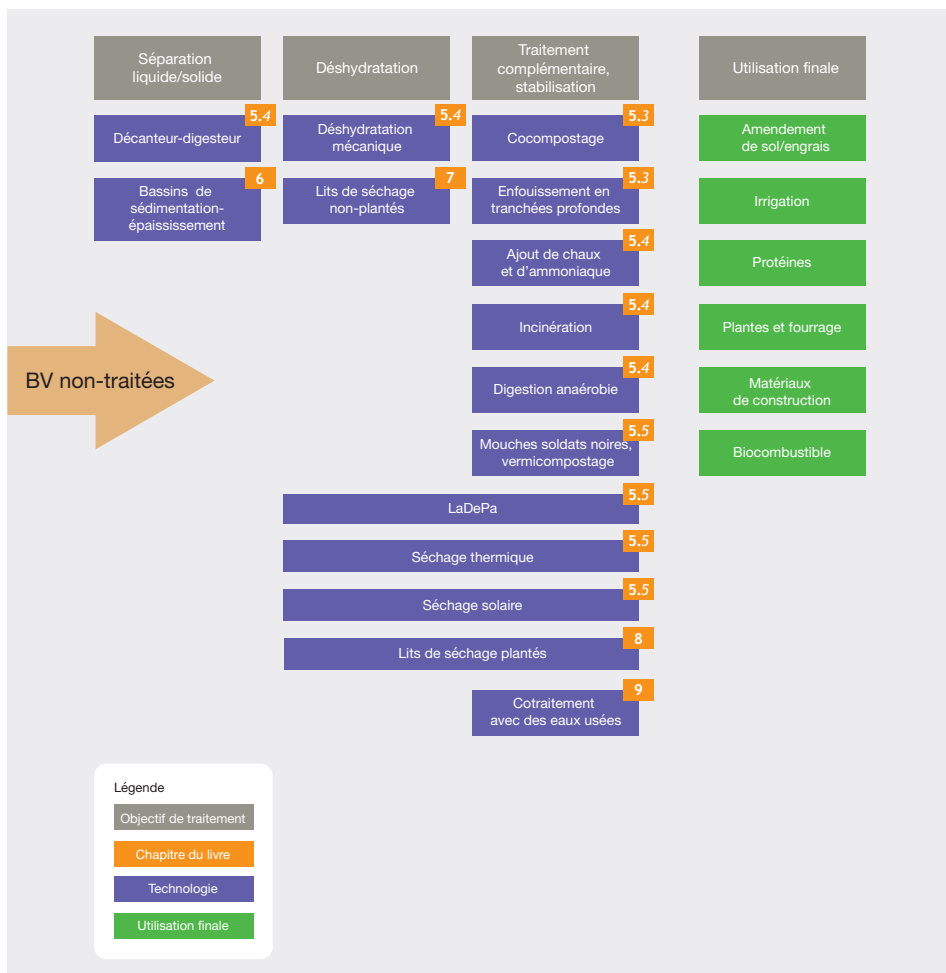 Séparation
liquide/solide
Déshydratation
Traitement
complémentaire,
stabilisation
Utilisation finale
5.4
Décanteur-digesteur
6
Bassins de
sédimentation-
épaississement
5.4
Déshydratation
mécanique
7
Lits de séchage
non-plantés
5.3
Cocompostage
5.3
Enfouissement en
tranchées profondes
5.4
Ajout de chaux
et d'ammoniaque
5.4
Incinération
5.4
Digestion anaérobie
5.5
Mouches soldats noires,
vermicompostage
Amendement
de sol/engrais
Irrigation
Protéines
Plantes et fourrage
Matériaux
de construction
Biocombustible
BV non-traitées
5.5
LaDePa
5.5
Séchage thermique
5.5
Séchage solaire
8
Lits de séchage plantés
9
Cotraitement
avec des eaux usées
Légende
Objectif de traitement
Chapitre du livre
Technologie
Utilisation finale